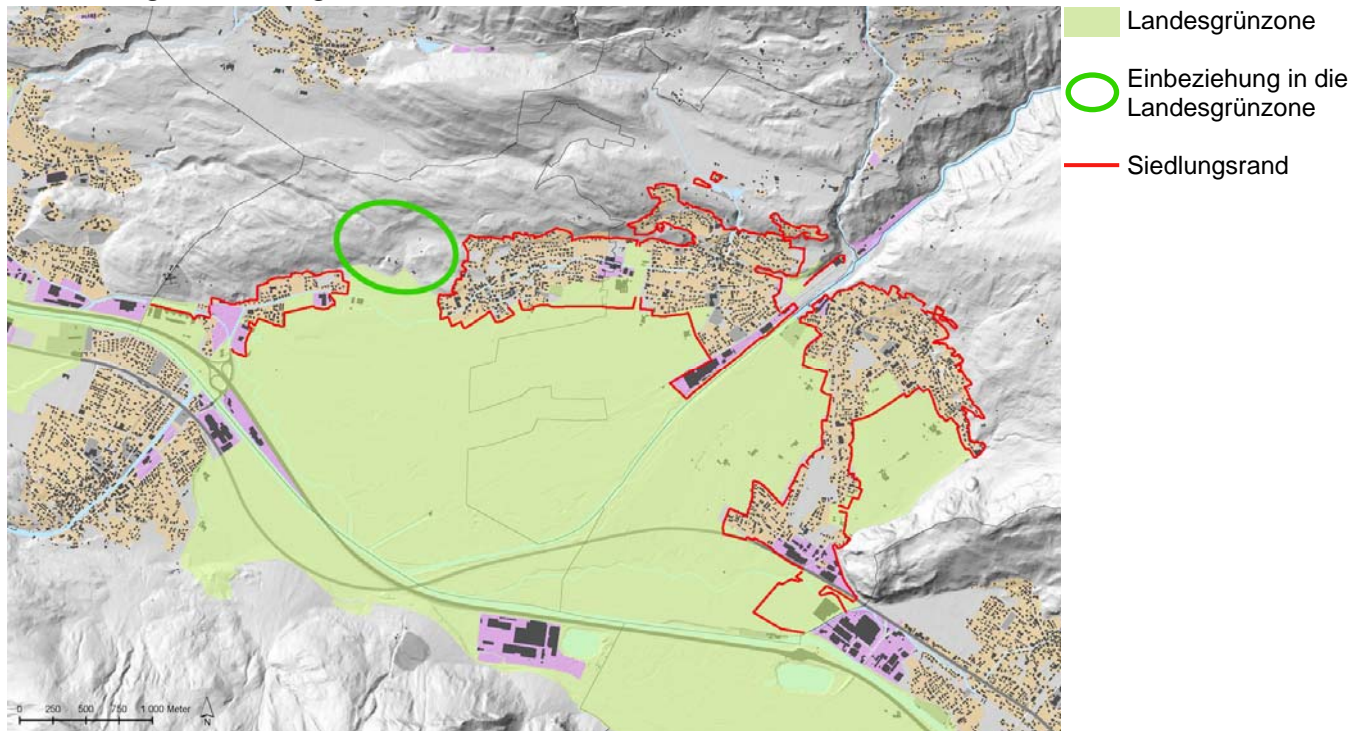 Landesgrünzone
Einbeziehung in die
Landesgrünzone
Siedlungsrand
0 250 500 750 1 000 Meter
N